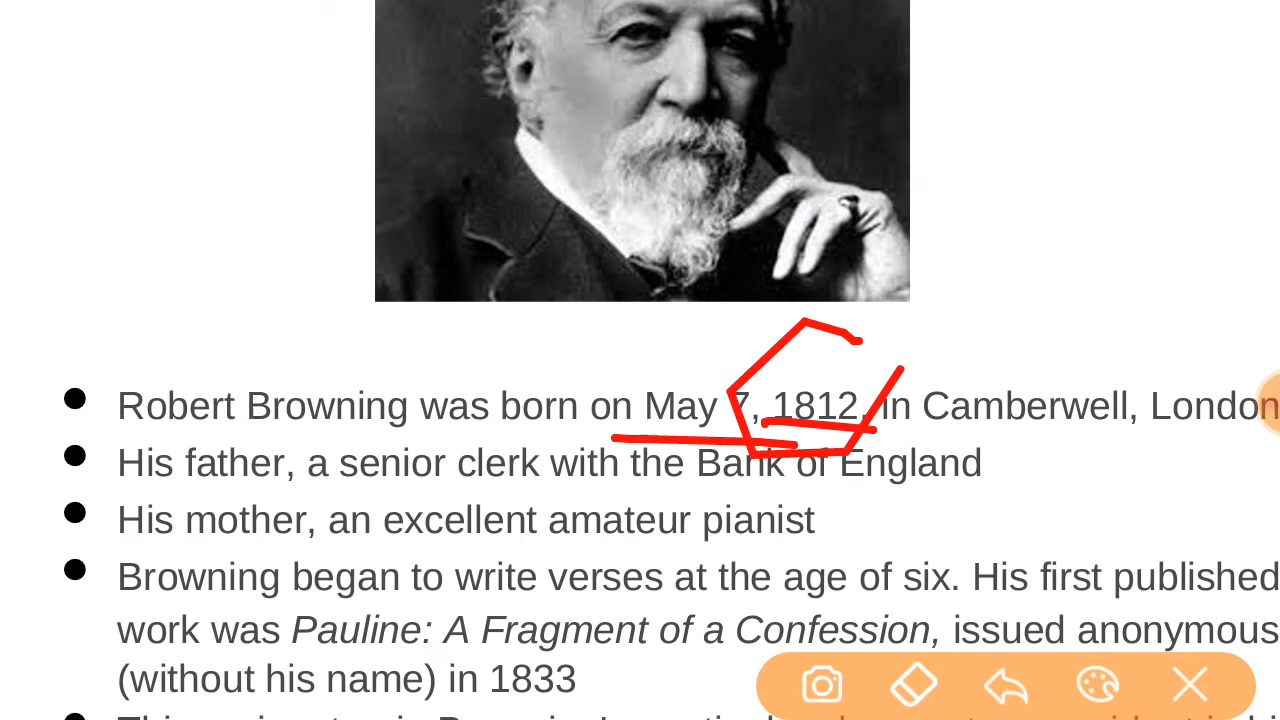 Robert Browning was born on May 7, 1812, in Camberwell, London
His father, a senior clerk with the Bank of England
His mother, an excellent amateur pianist
Browning began to write verses at the age of six. His first published
work was Pauline: A Fragment of a Confession, issued anonymous
(without his name) in 1833